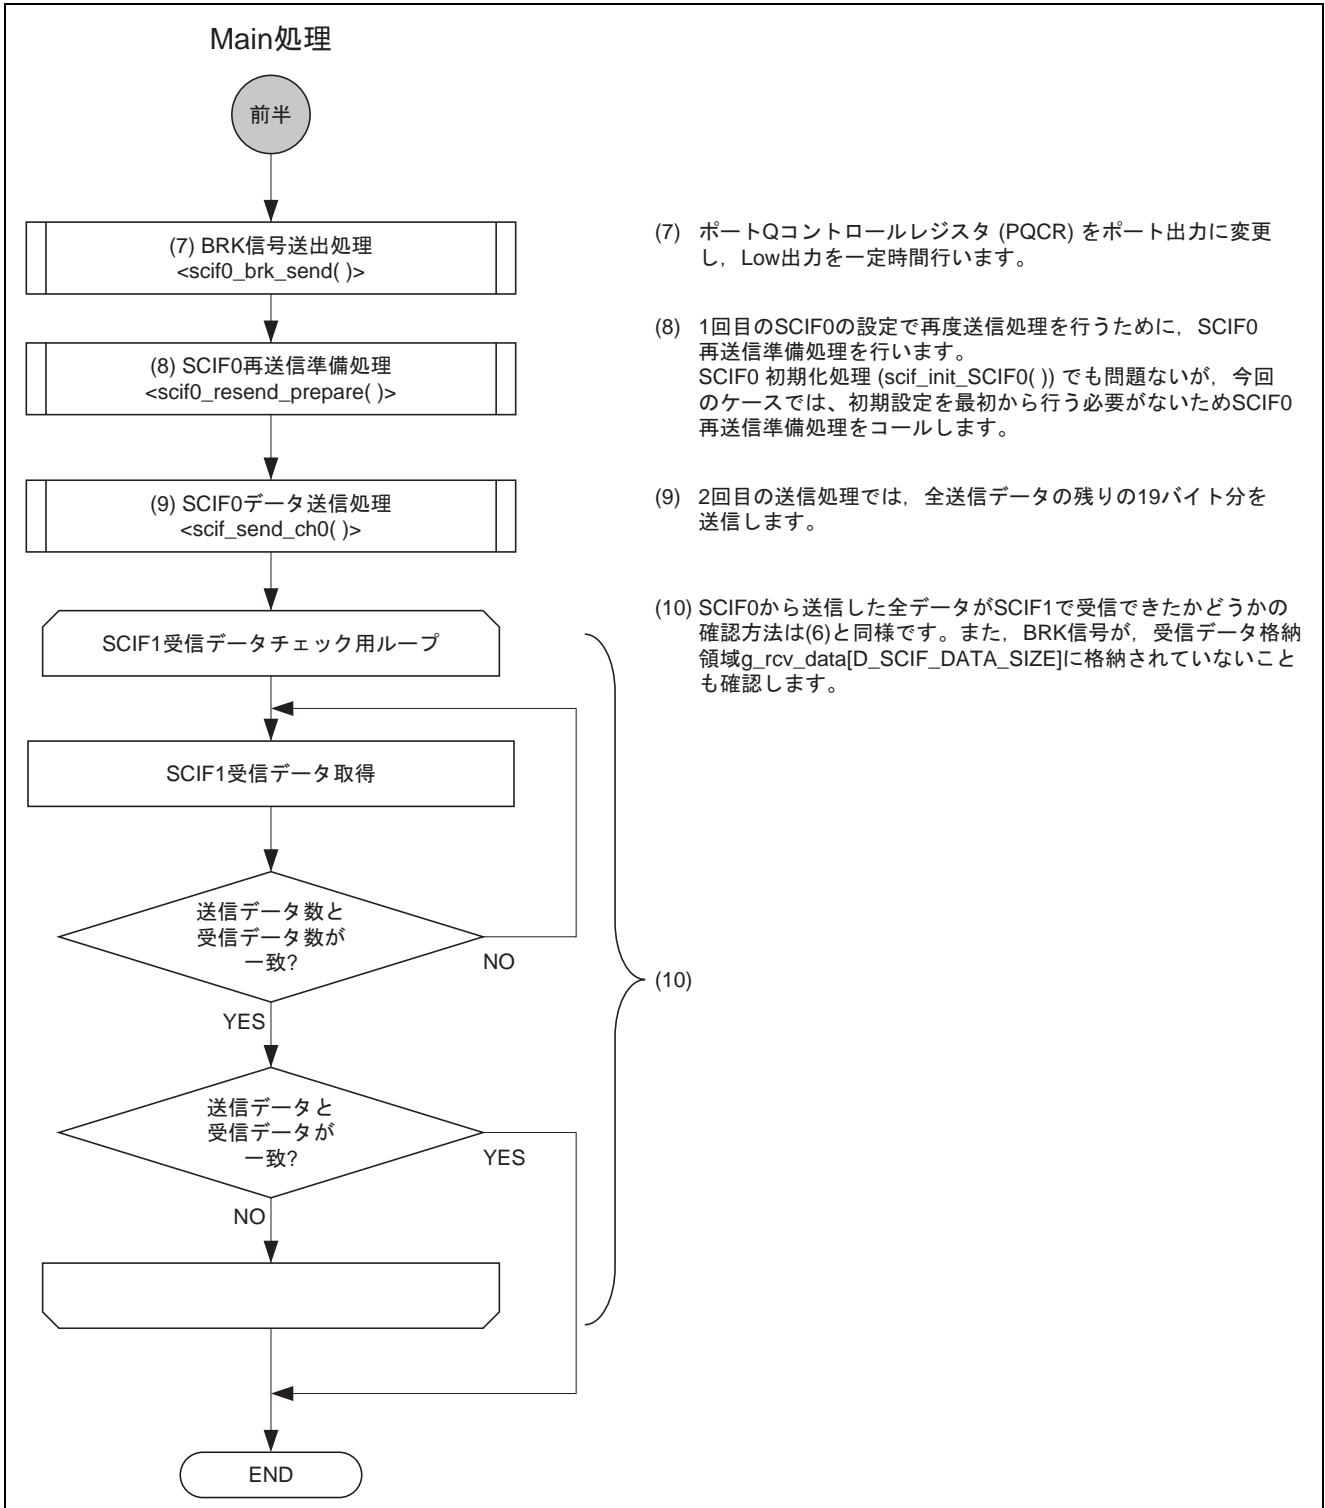 Main処理
前半
(7) BRK信号送出処理
<scif0_brk_send( )>
(8) SCIF0再送信準備処理
<scif0_resend_prepare( )>
(9) SCIF0データ送信処理
<scif_send_ch0( )>
SCIF1受信データチェック用ループ
SCIF1受信データ取得
送信データ数と
受信データ数が
一致?
NO
YES
送信データと
受信データが
一致?
YES
NO
END
(10)
(7) ポートQコントロールレジスタ (PQCR) をポート出力に変更
し，Low出力を一定時間行います。
(8) 1回目のSCIF0の設定で再度送信処理を行うために，SCIF0
再送信準備処理を行います。
SCIF0 初期化処理 (scif_init_SCIF0( )) でも問題ないが，今回
のケースでは、初期設定を最初から行う必要がないためSCIF0
再送信準備処理をコールします。
(9) 2回目の送信処理では，全送信データの残りの19バイト分を
送信します。
(10) SCIF0から送信した全データがSCIF1で受信できたかどうかの
確認方法は(6)と同様です。また，BRK信号が，受信データ格納
領域g_rcv_data[D_SCIF_DATA_SIZE]に格納されていないこと
も確認します。